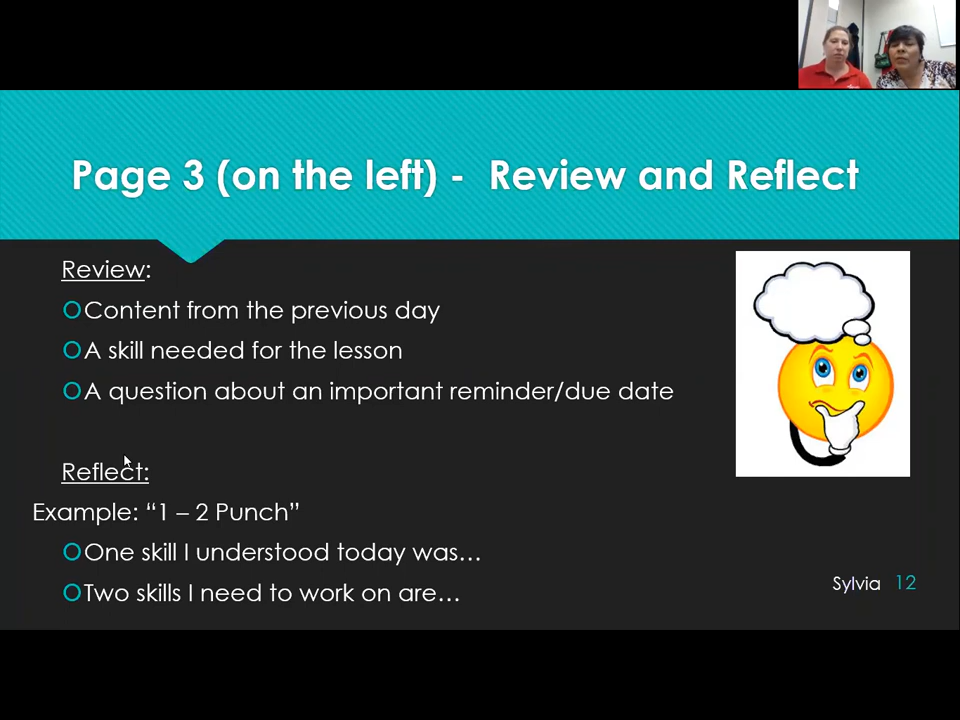 Page 3 (on the left) - Review and Reflect
Review:
Content from the previous day
A skill needed for the lesson
A question about an important reminder/due date
Reflect:
Example: “1 – 2 Punch”
One skill I understood today was…
Two skills I need to work on are…
Sylvia 12